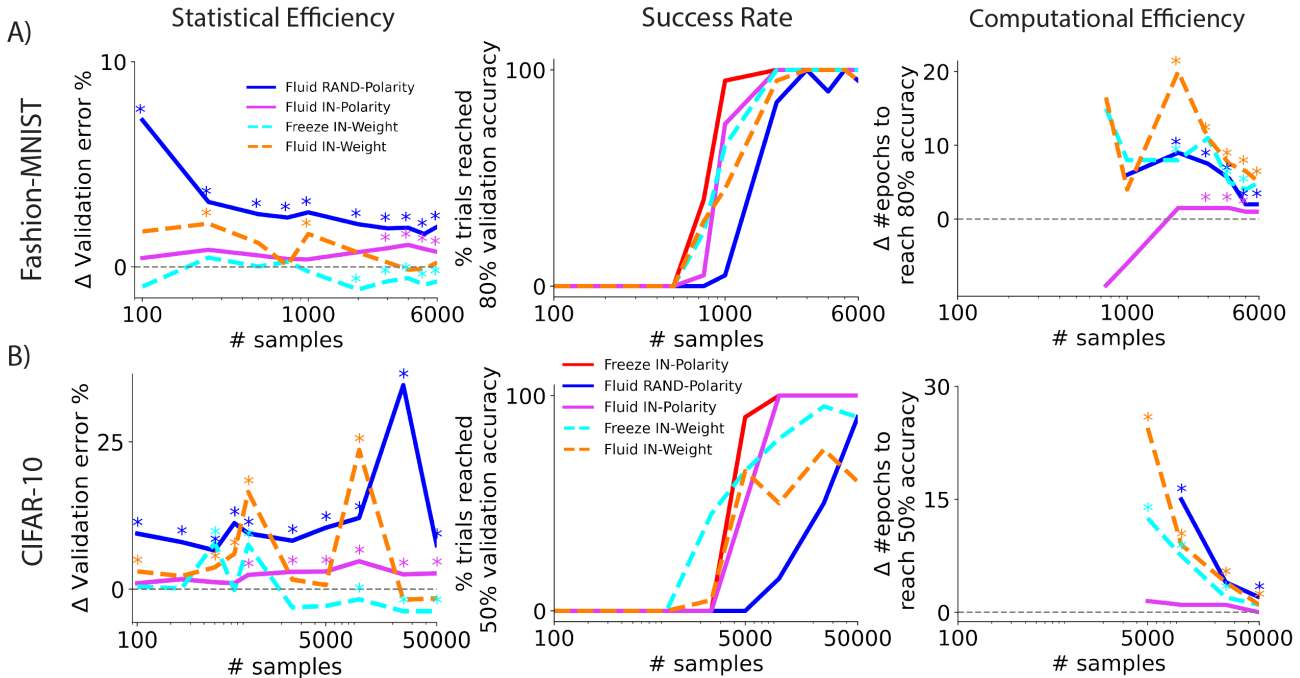 Statistical Efficiency
Success Rate
Computational Efficiency
A)
Fashion-MNIST
Δ Validation error %
10
0
100
1000
6000
# samples
Fluid RAND-Polarity
Fluid IN-Polarity
Freeze IN-Weight
Fluid IN-Weight
% trials reached
80% validation accuracy
100
0
100
1000
6000
# samples
Δ #epochs to
reach 80% accuracy
20
10
0
100
1000
6000
# samples
B)
CIFAR-10
Δ Validation error %
25
0
100
5000
50000
# samples
% trials reached
50% validation accuracy
100
0
100
5000
50000
# samples
Freeze IN-Polarity
Fluid RAND-Polarity
Fluid IN-Polarity
Freeze IN-Weight
Fluid IN-Weight
Δ #epochs to
reach 50% accuracy
30
15
0
100
5000
50000
# samples